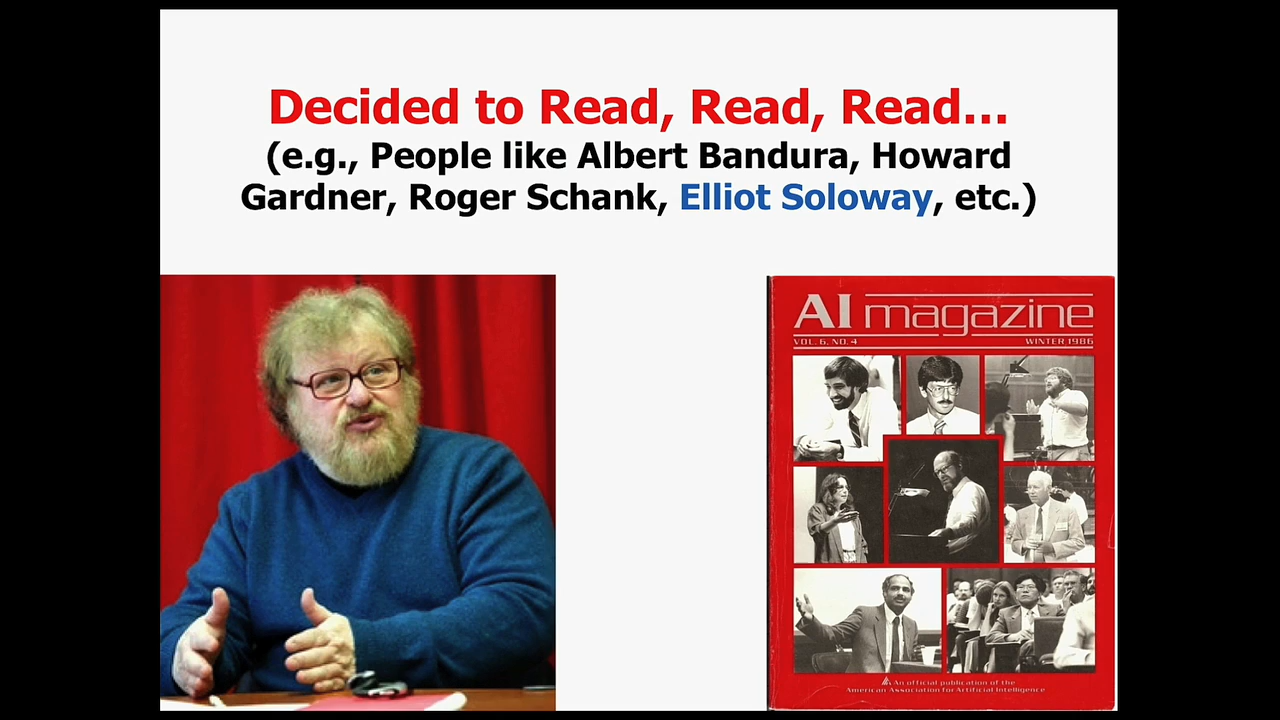 Decided to Read, Read, Read...
(e.g., People like Albert Bandura, Howard
Gardner, Roger Schank, Elliot Soloway, etc.)
AI magazine
VOL. 6, NO. 4
WINTER 1986
An official publication of the
American Association for Artificial Intelligence